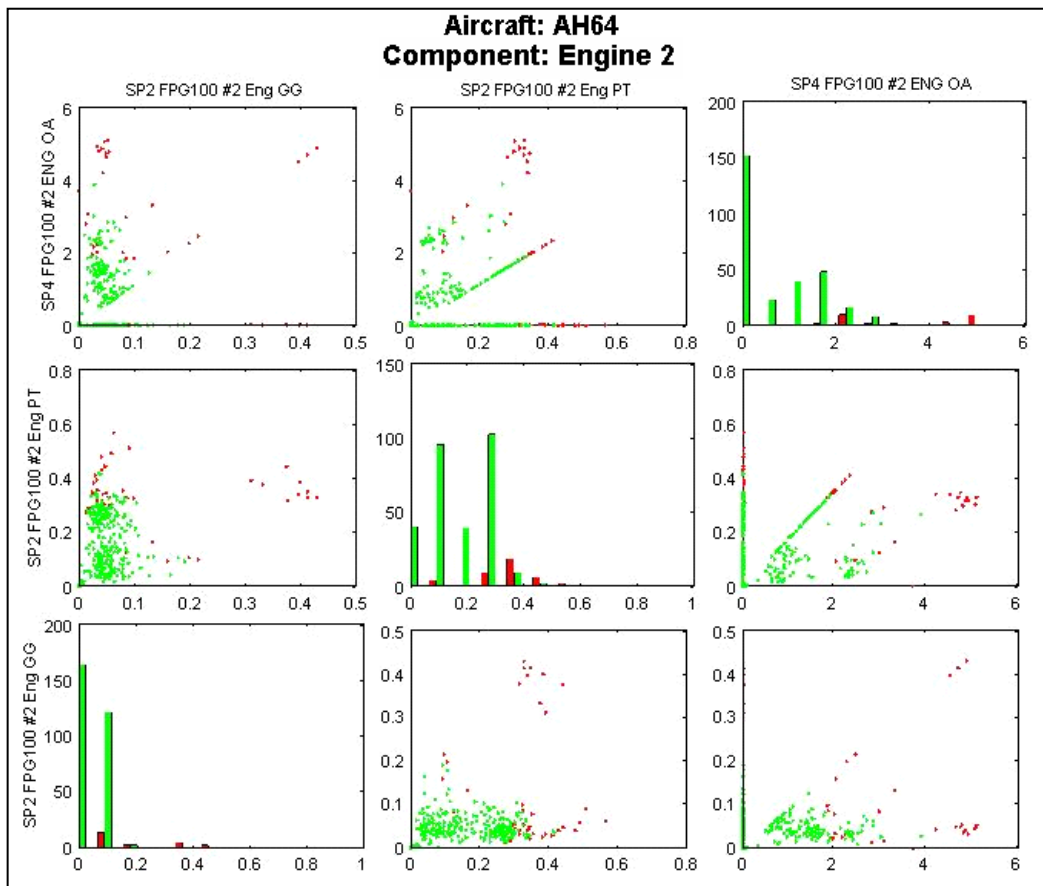 Aircraft: AH64
Component: Engine 2
SP2 FPG100 #2 Eng GG
SP2 FPG100 #2 Eng PT
SP4 FPG100 #2 ENG OA
SP4 FPG100 #2 ENG OA
6
4
2
0
0 0.1 0.2 0.3 0.4 0.5
6
4
2
0
0 0.2 0.4 0.6 0.8
200
150
100
50
0
0 2 4 6
SP2 FPG100 #2 Eng PT
0.8
0.6
0.4
0.2
0
0 0.1 0.2 0.3 0.4 0.5
150
100
50
0
0 0.2 0.4 0.6 0.8 1
0.8
0.6
0.4
0.2
0
0 2 4 6
SP2 FPG100 #2 Eng GG
200
150
100
50
0
0 0.2 0.4 0.6 0.8 1
0.5
0.4
0.3
0.2
0.1
0
0 0.2 0.4 0.6 0.8
0.5
0.4
0.3
0.2
0.1
0
0 2 4 6